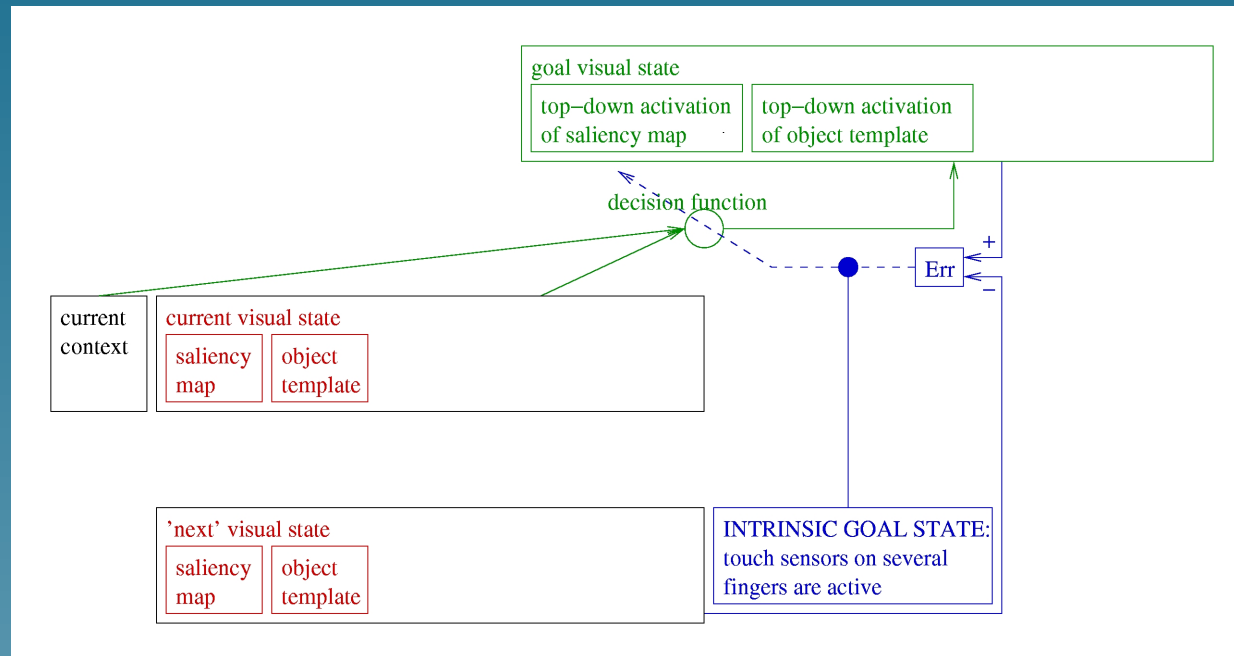 goal visual state
top−down activation
of saliency map
top−down activation
of object template
decision function
+
Err
−
current
context
current visual state
saliency
map
object
template
’next’ visual state
saliency
map
object
template
INTRINSIC GOAL STATE:
touch sensors on several
fingers are active